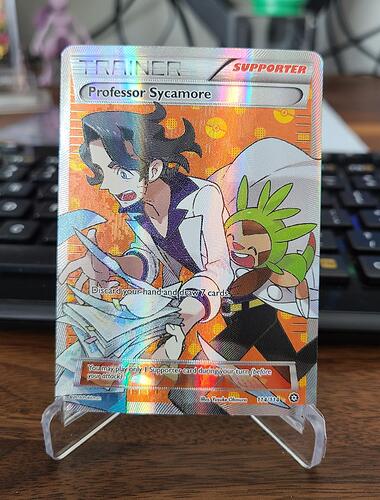 TRAINER
SUPPORTER
Professor Sycamore
Discard your hand and draw 7 cards.
You may play only 1 Supporter card during your turn (before
your attack).
Illus. Yusuke Ohmura
114/114